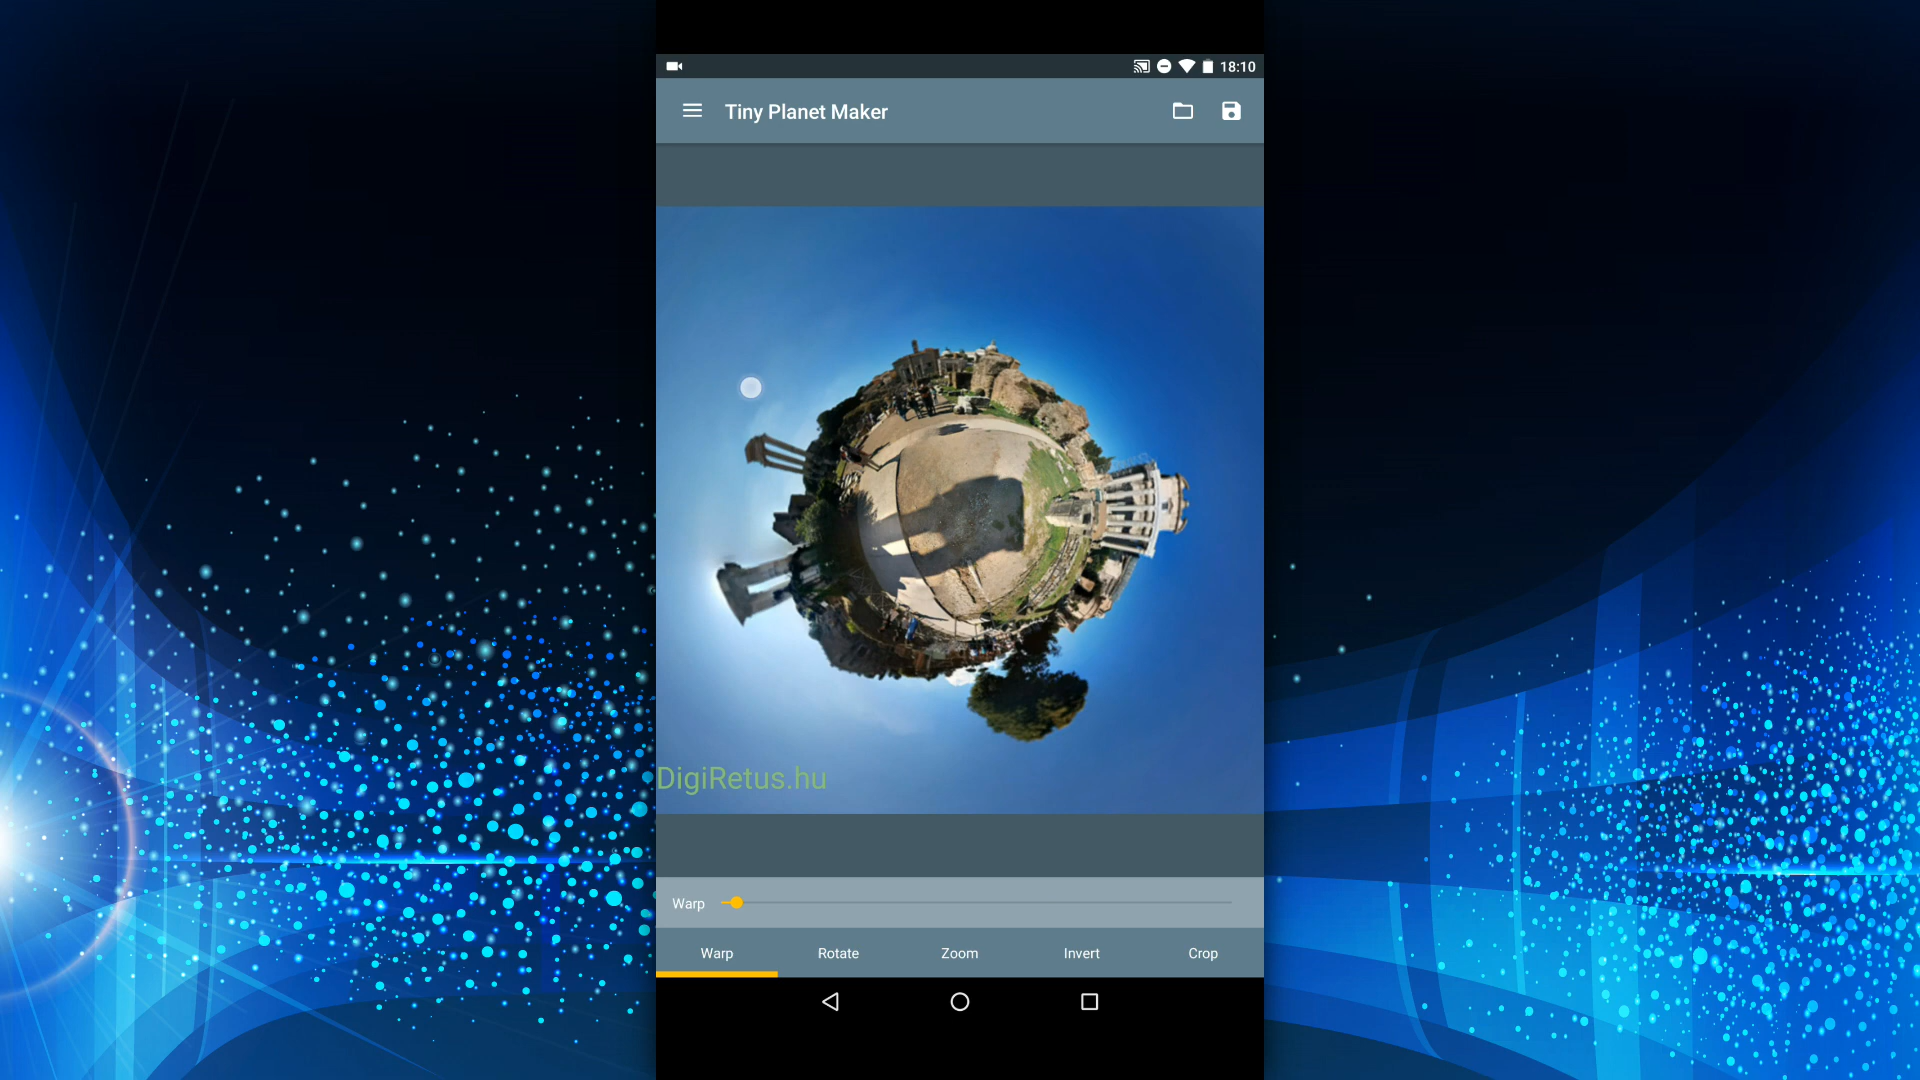 18:10
Tiny Planet Maker
DigiRetus.hu
Warp
Warp Rotate Zoom Invert Crop